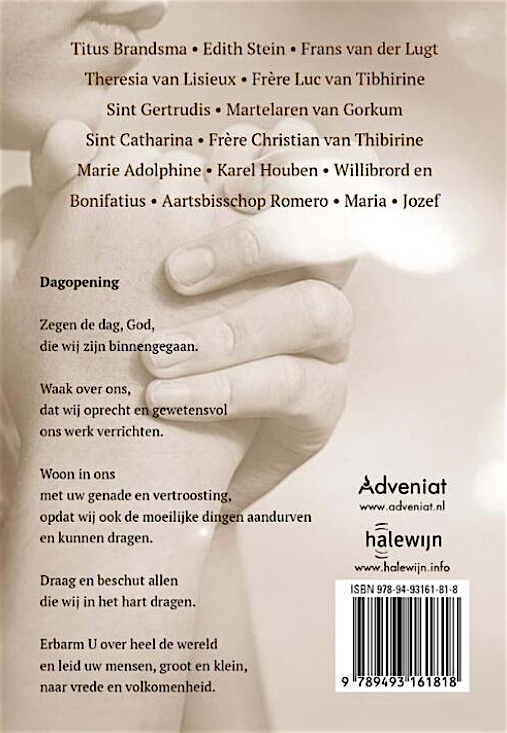 Titus Brandsma • Edith Stein • Frans van der Lugt
Theresia van Lisieux • Frère Luc van Tibhirine
Sint Gertrudis • Martelaren van Gorkum
Sint Catharina • Frère Christian van Thibirine
Marie Adolphine • Karel Houben • Willibrord en
Bonifatius • Aartsbisschop Romero • Maria • Jozef
Dagopening
Zegen de dag, God,
die wij zijn binnengegaan.
Waak over ons,
dat wij oprecht en gewetensvol
ons werk verrichten.
Woon in ons
met uw genade en vertroosting,
opdat wij ook de moeilijke dingen aandurven
en kunnen dragen.
Draag en beschut allen
die wij in het hart dragen.
Erbarm U over heel de wereld
en leid uw mensen, groot en klein,
naar vrede en volkomenheid.
Adveniat
www.adveniat.nl
halewijn
www.halewijn.info
ISBN 978-94-93161-81-8
9 789493 161818